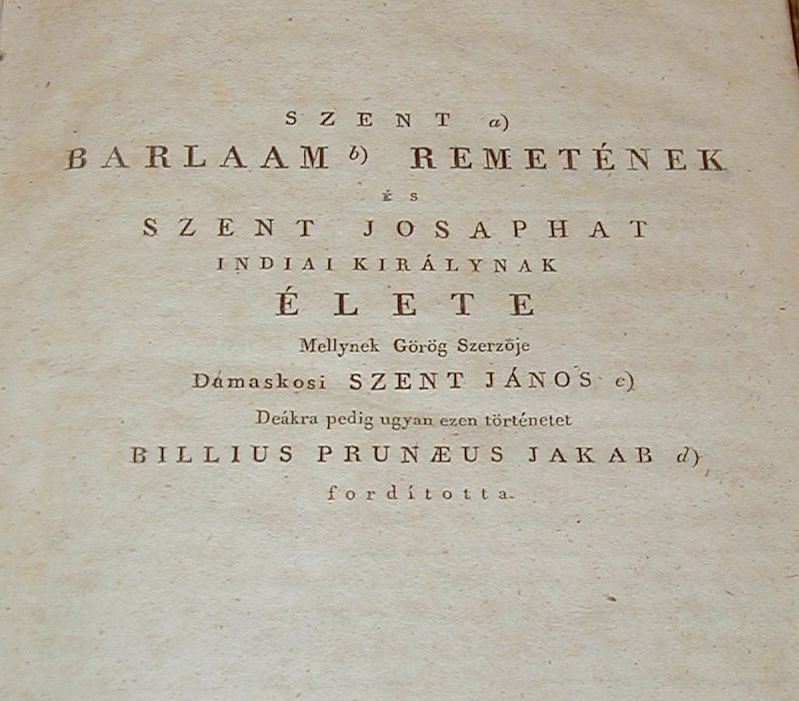 SZENT a)
BARLAAM b) REMETÉNEK
ÉS
SZENT JOSAPHAT
INDIAI KIRÁLYNAK
ÉLETE
Mellynek Görög Szerzője
Dámaskosi SZENT JÁNOS c)
Deákra pedig ugyan ezen történetet
BILLIUS PRUNÆUS JAKAB d)
fordította.